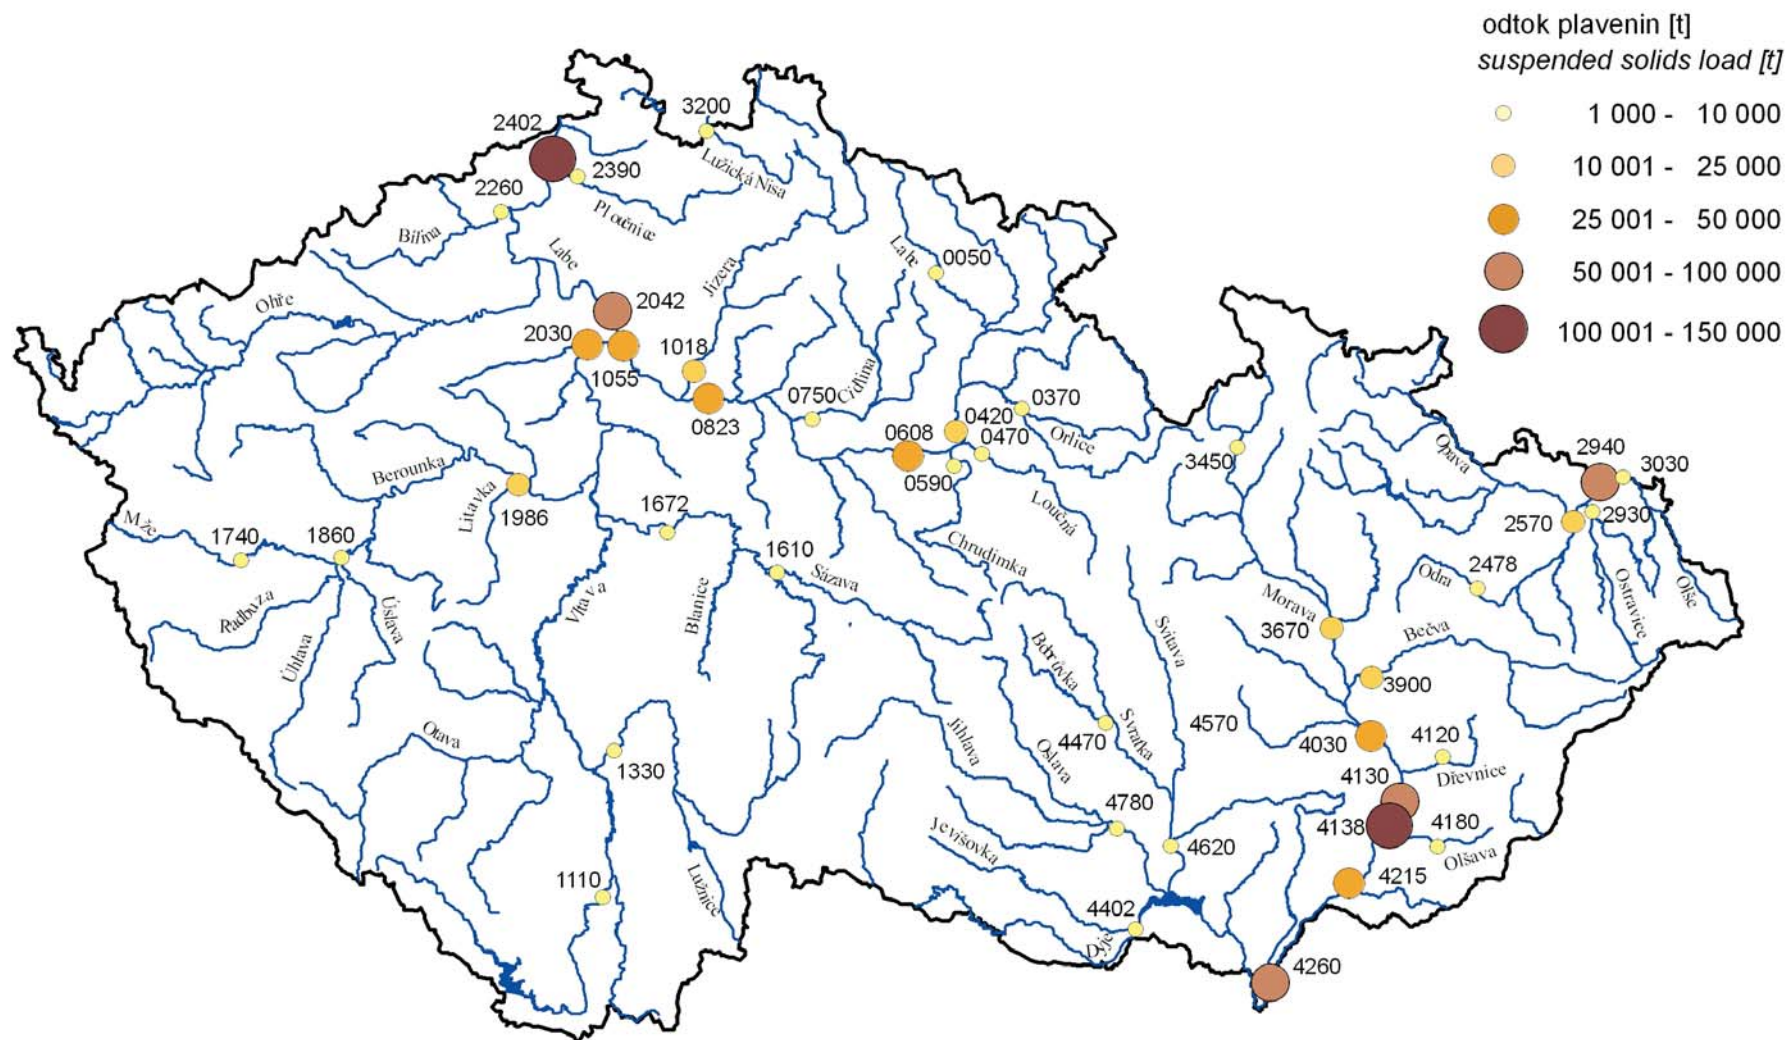 odtok plavenin [t]
suspended solids load [t]
1 000 - 10 000
10 001 - 25 000
25 001 - 50 000
50 001 - 100 000
100 001 - 150 000
3200
2402
Lužická Nisa
2390
2260
Ploučnice
Bílina
Labe
Labe
0050
Jizera
Ohře
2042
2030
1018
1055
0750
Cidlina
0370
0823
0420
0608
0470
Orlice
Opava
2940
3030
3450
Berounka
0590
Litavka
1986
1672
Loučná
2570
2930
Mže
1740
1860
1610
Sázava
Chrudimka
2478
Odra
Ostravice
Olše
Radbuza
Úslava
Vltava
Blanice
Morava
3670
Bečva
Úhlava
Svitava
Bobrůvka
3900
Otava
Jihlava
Oslava
4470
Svratka
4570
4030
4120
1330
Dřevnice
4130
4780
4138
4180
Jevišovka
4620
Olšava
1110
Lužnice
4215
4402
Dyje
4260